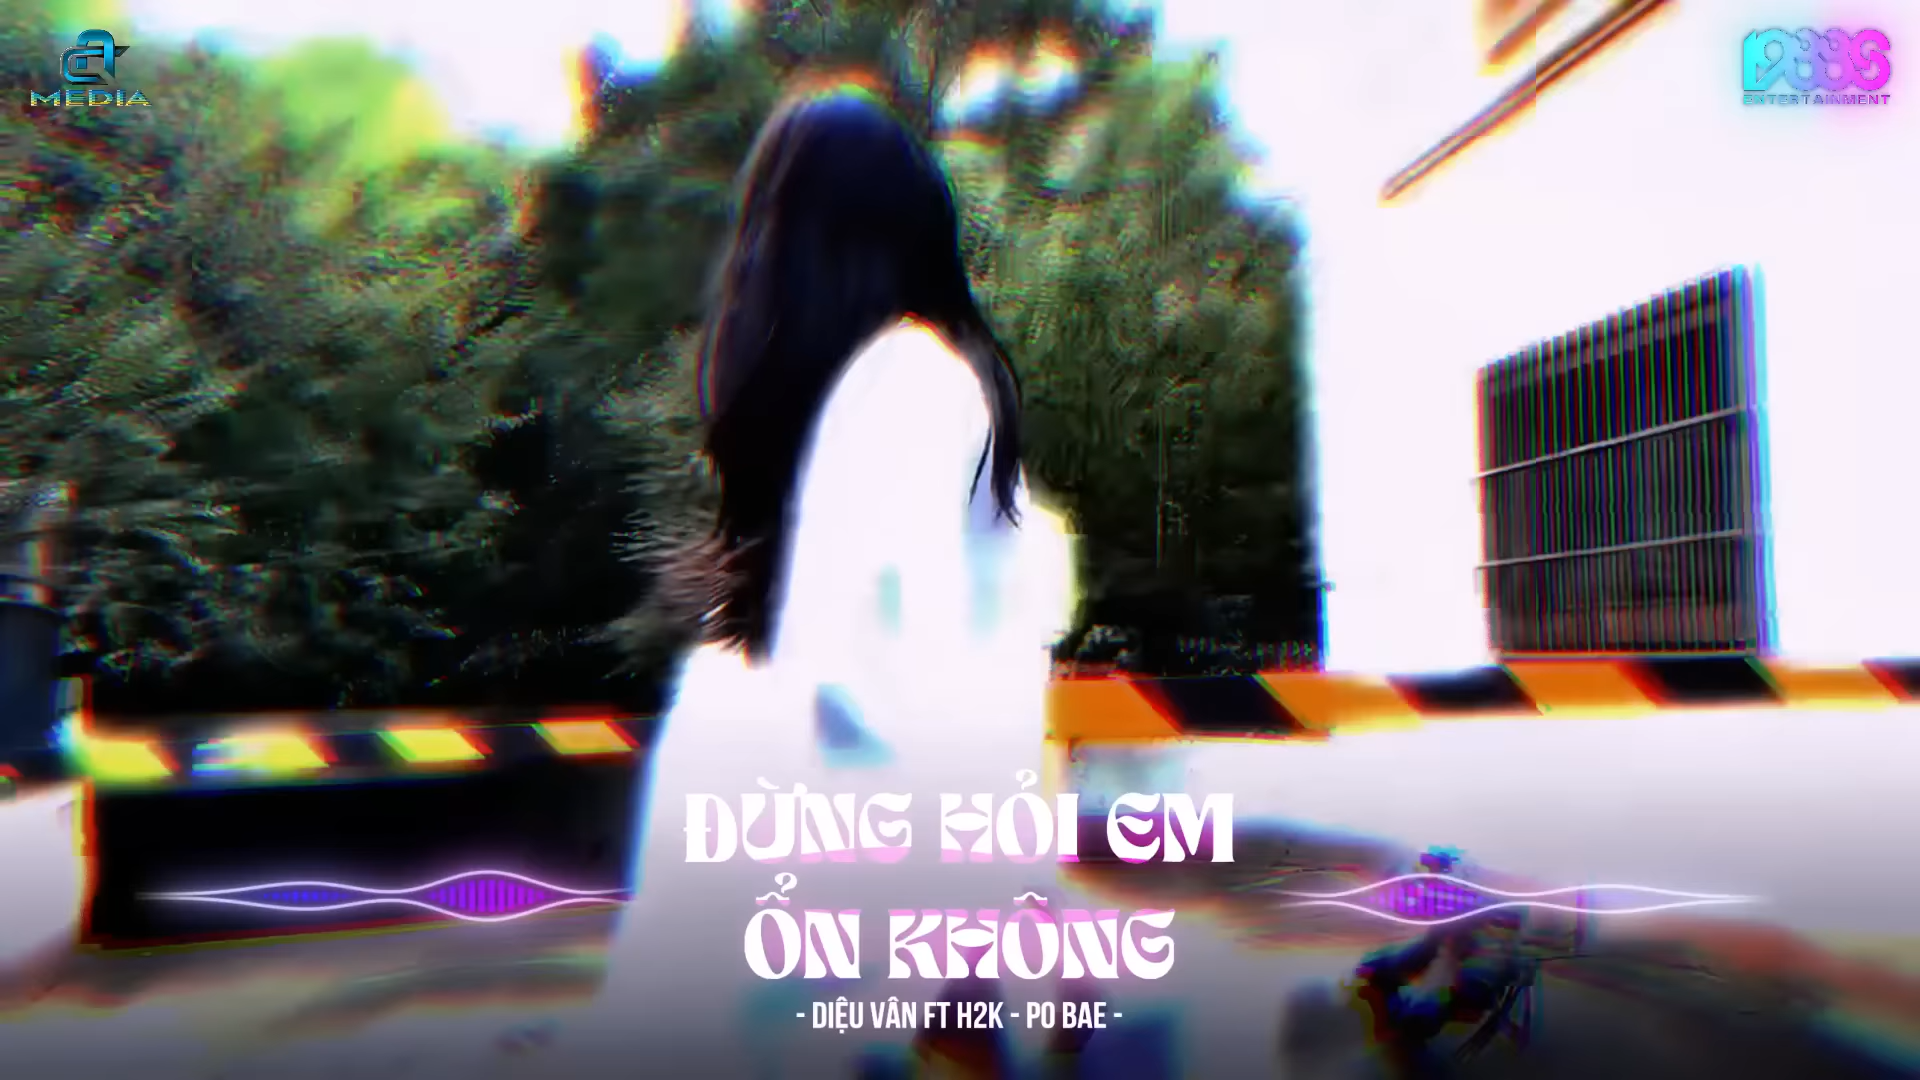 MEDIA
1988S
ENTERTAINMENT
ĐỪNG HỎI EM
ỔN KHÔNG
- DIỆU VÂN FT H2K - PO BAE -